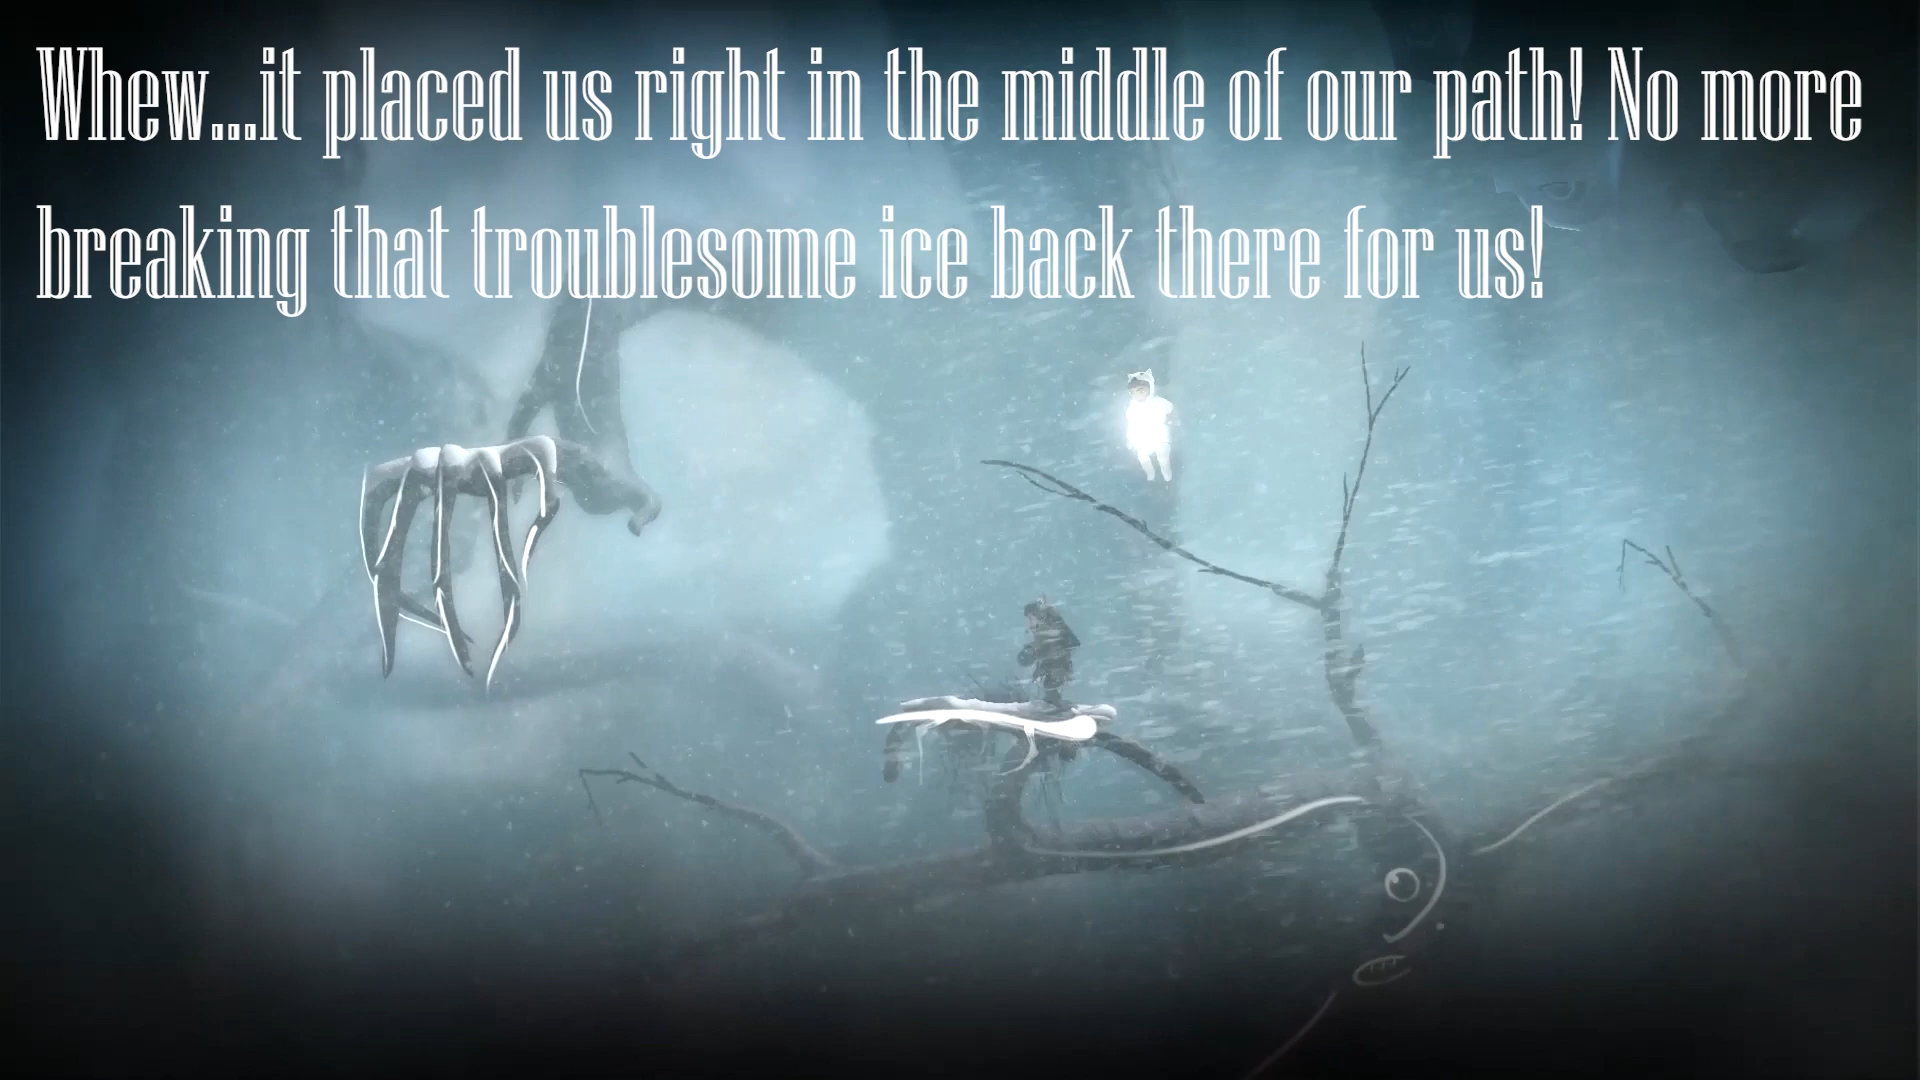 Whew...it placed us right in the middle of our path! No more
breaking that troublesome ice back there for us!